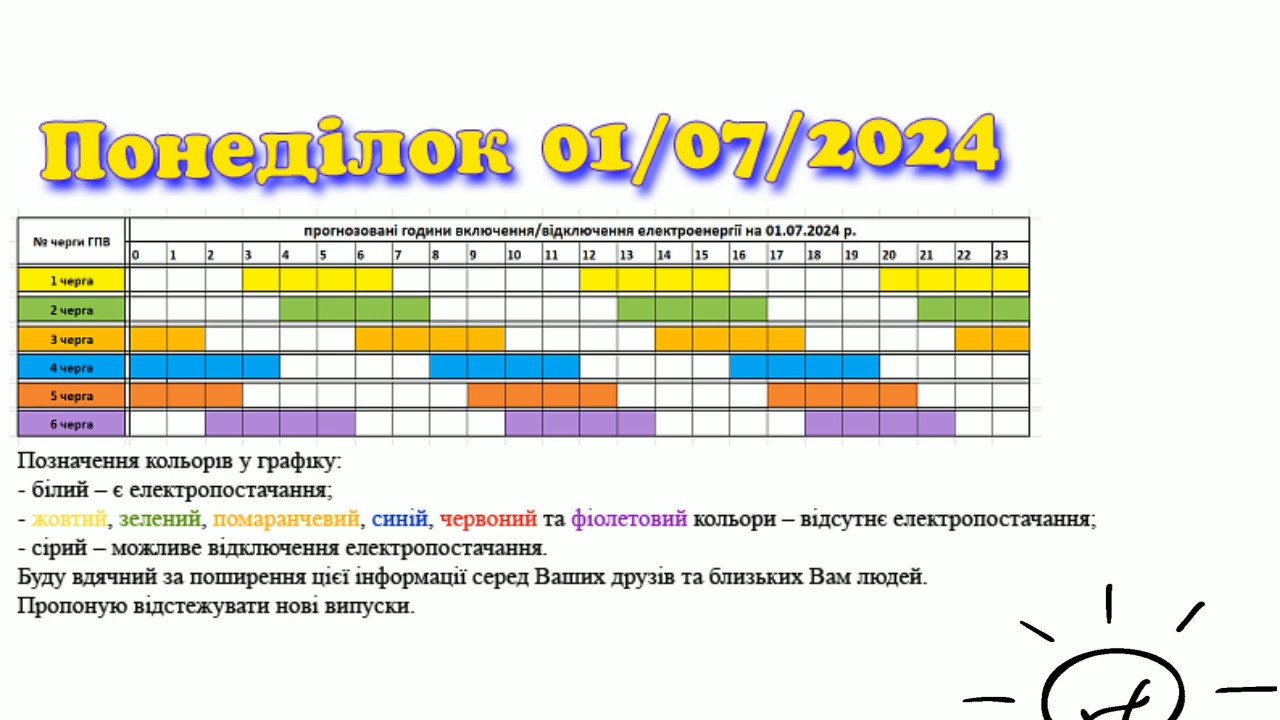 Понеділок 01/07/2024
№ черги ГПВ
прогнозовані години включення/відключення електроенергії на 01.07.2024 р.
0 1 2 3 4 5 6 7 8 9 10 11 12 13 14 15 16 17 18 19 20 21 22 23
1 черга
2 черга
3 черга
4 черга
5 черга
6 черга
Позначення кольорів у графіку:
- білий – є електропостачання;
- жовтий, зелений, помаранчевий, синій, червоний та фіолетовий кольори – відсутнє електропостачання;
- сірий – можливе відключення електропостачання.
Буду вдячний за поширення цієї інформації серед Ваших друзів та близьких Вам людей.
Пропоную відстежувати нові випуски.